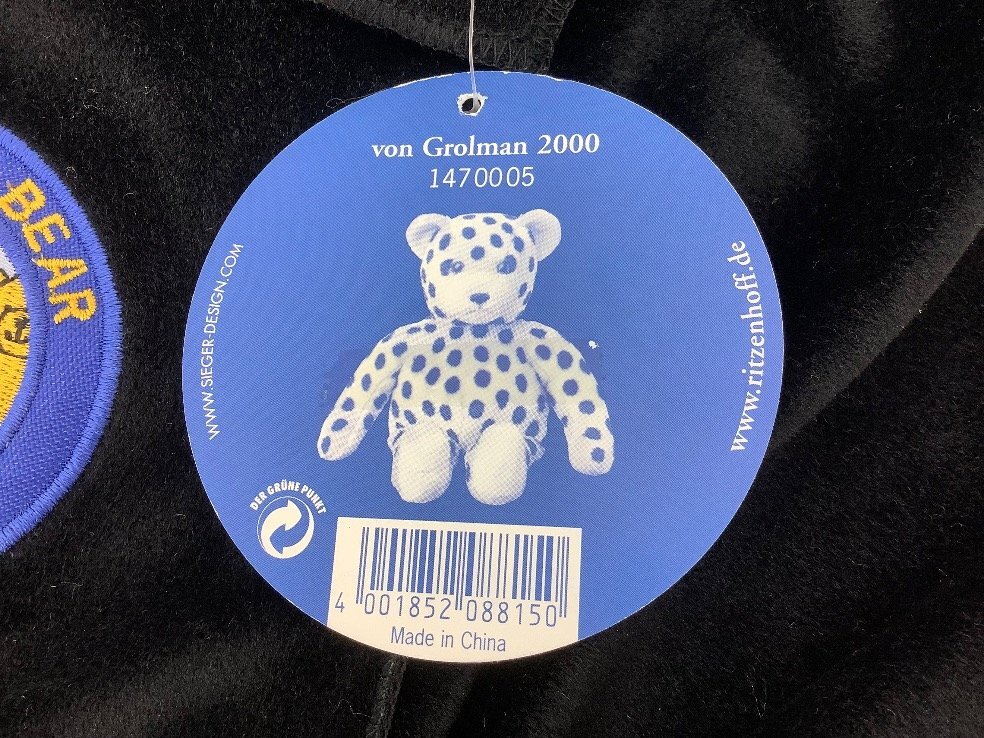 von Grolman 2000
1470005
BEAR
WWW.SIEGER-DESIGN.COM
www.ritzenhoff.de
DER GRÜNE PUNKT
4 001852 088150
Made in China